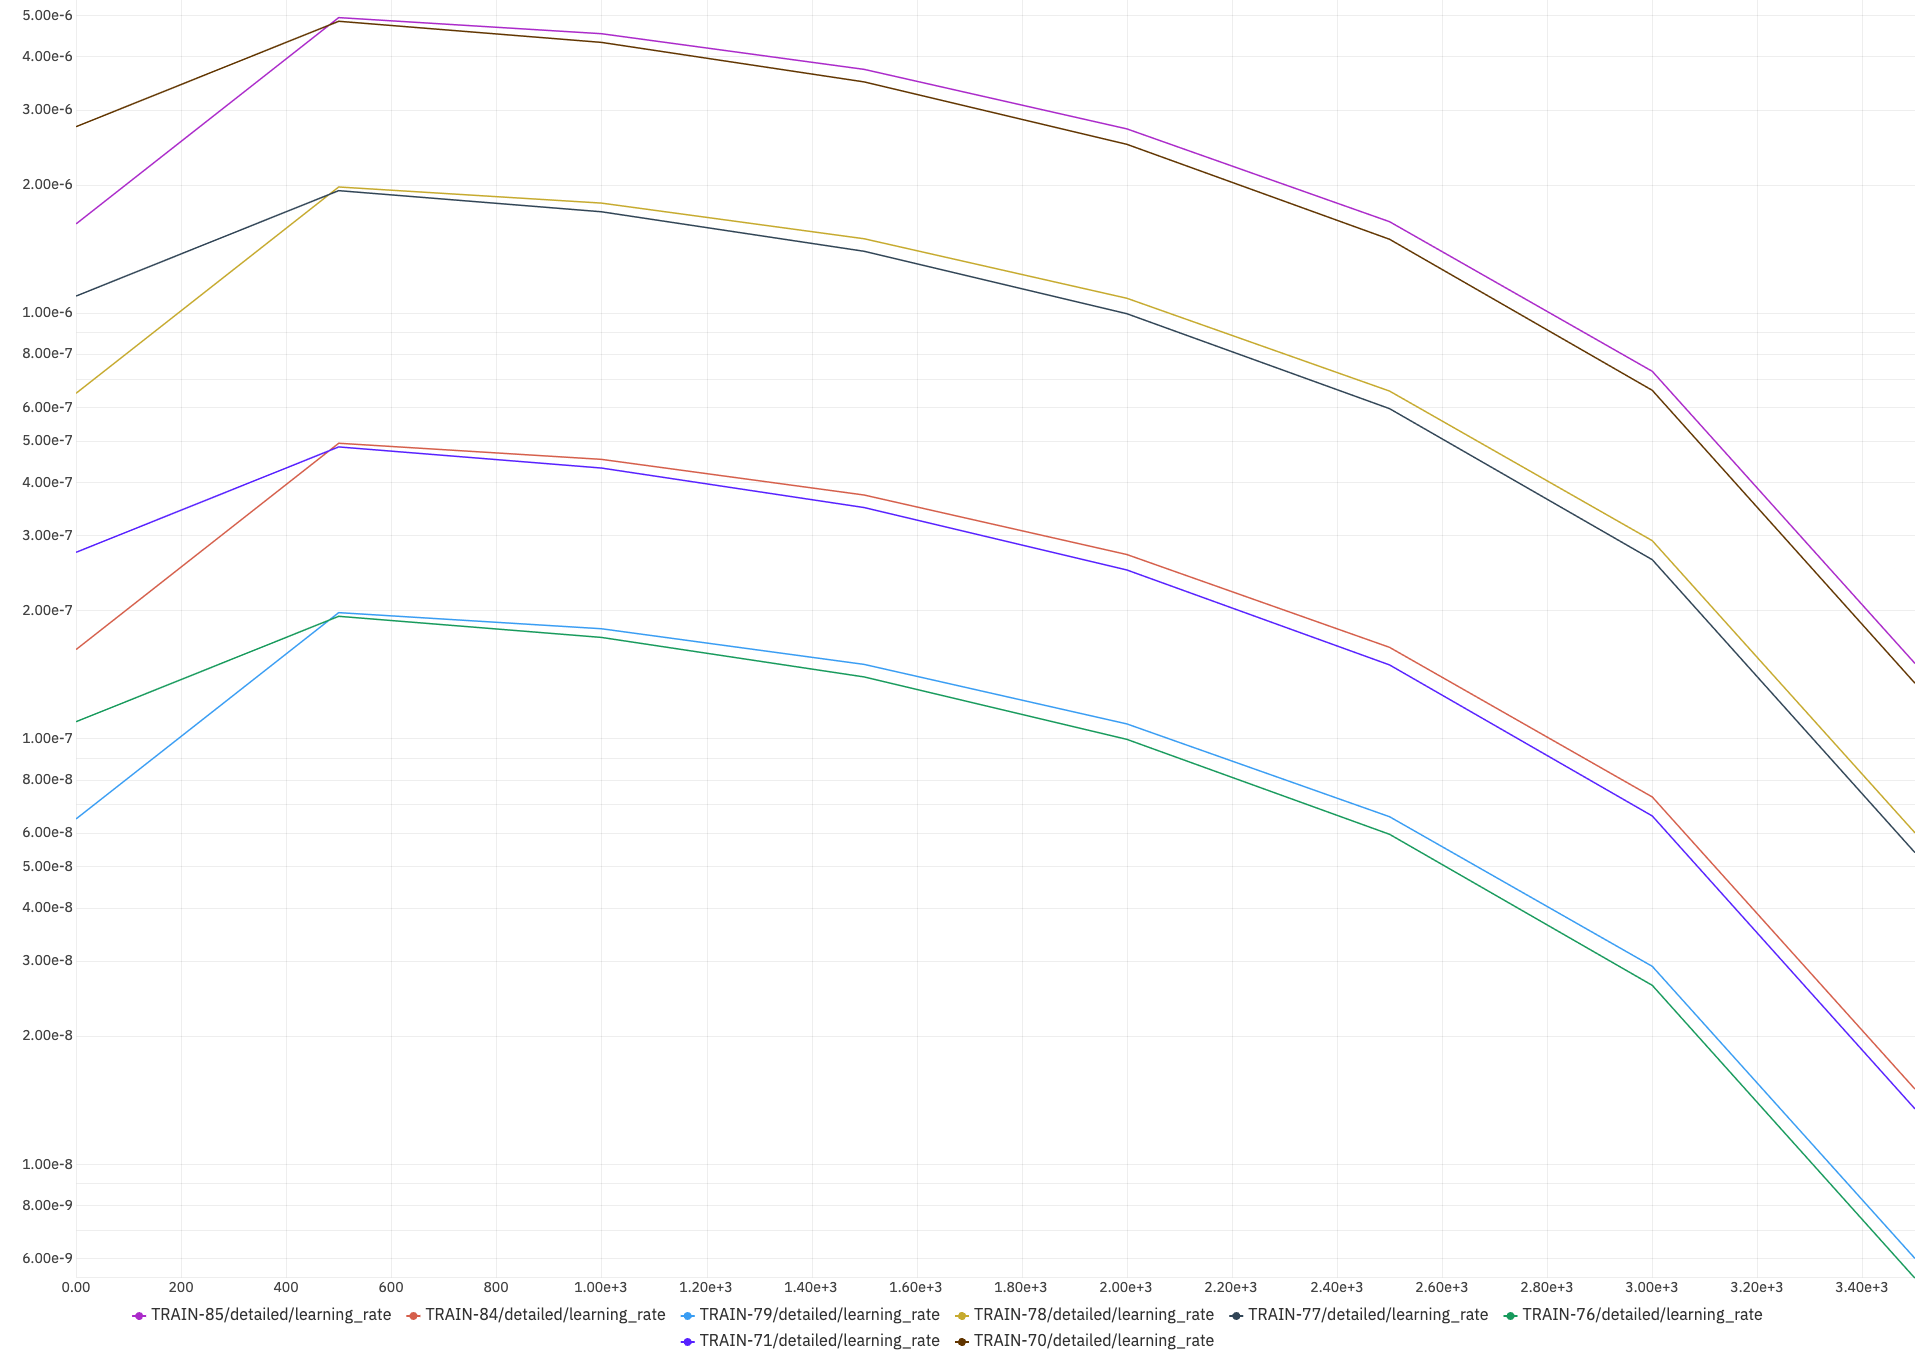 5.00e-6
4.00e-6
3.00e-6
2.00e-6
1.00e-6
8.00e-7
6.00e-7
5.00e-7
4.00e-7
3.00e-7
2.00e-7
1.00e-7
8.00e-8
6.00e-8
5.00e-8
4.00e-8
3.00e-8
2.00e-8
1.00e-8
8.00e-9
6.00e-9
0.00 200 400 600 800 1.00e+3 1.20e+3 1.40e+3 1.60e+3 1.80e+3 2.00e+3 2.20e+3 2.40e+3 2.60e+3 2.80e+3 3.00e+3 3.20e+3 3.40e+3
TRAIN-85/detailed/learning_rate TRAIN-84/detailed/learning_rate TRAIN-79/detailed/learning_rate TRAIN-78/detailed/learning_rate TRAIN-77/detailed/learning_rate TRAIN-76/detailed/learning_rate
TRAIN-71/detailed/learning_rate TRAIN-70/detailed/learning_rate